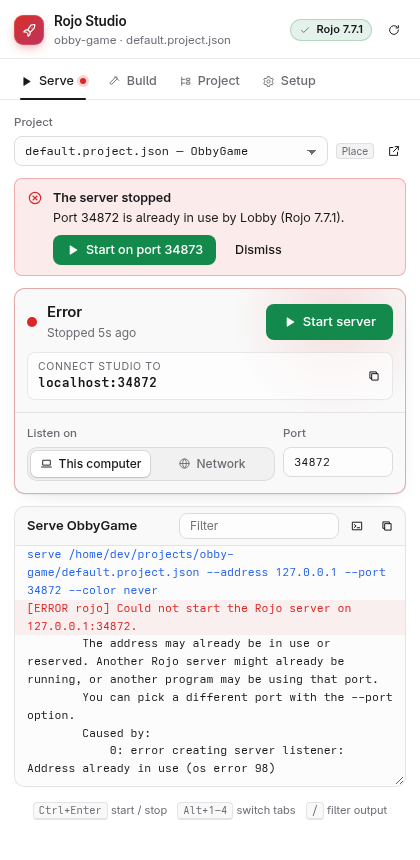 Rojo Studio
obby-game · default.project.json
Rojo 7.7.1
Serve
Build
Project
Setup
Project
default.project.json — ObbyGame
Place
The server stopped
Port 34872 is already in use by Lobby (Rojo 7.7.1).
Start on port 34873
Dismiss
Error
Stopped 5s ago
Start server
CONNECT STUDIO TO
localhost:34872
Listen on
Port
This computer
Network
34872
Serve ObbyGame
Filter
serve /home/dev/projects/obby-
game/default.project.json --address 127.0.0.1 --port
34872 --color never
[ERROR rojo] Could not start the Rojo server on
127.0.0.1:34872.
The address may already be in use or
reserved. Another Rojo server might already be
running, or another program may be using that port.
You can pick a different port with the --port
option.
Caused by:
0: error creating server listener:
Address already in use (os error 98)
Ctrl+Enter start / stop Alt+1–4 switch tabs / filter output